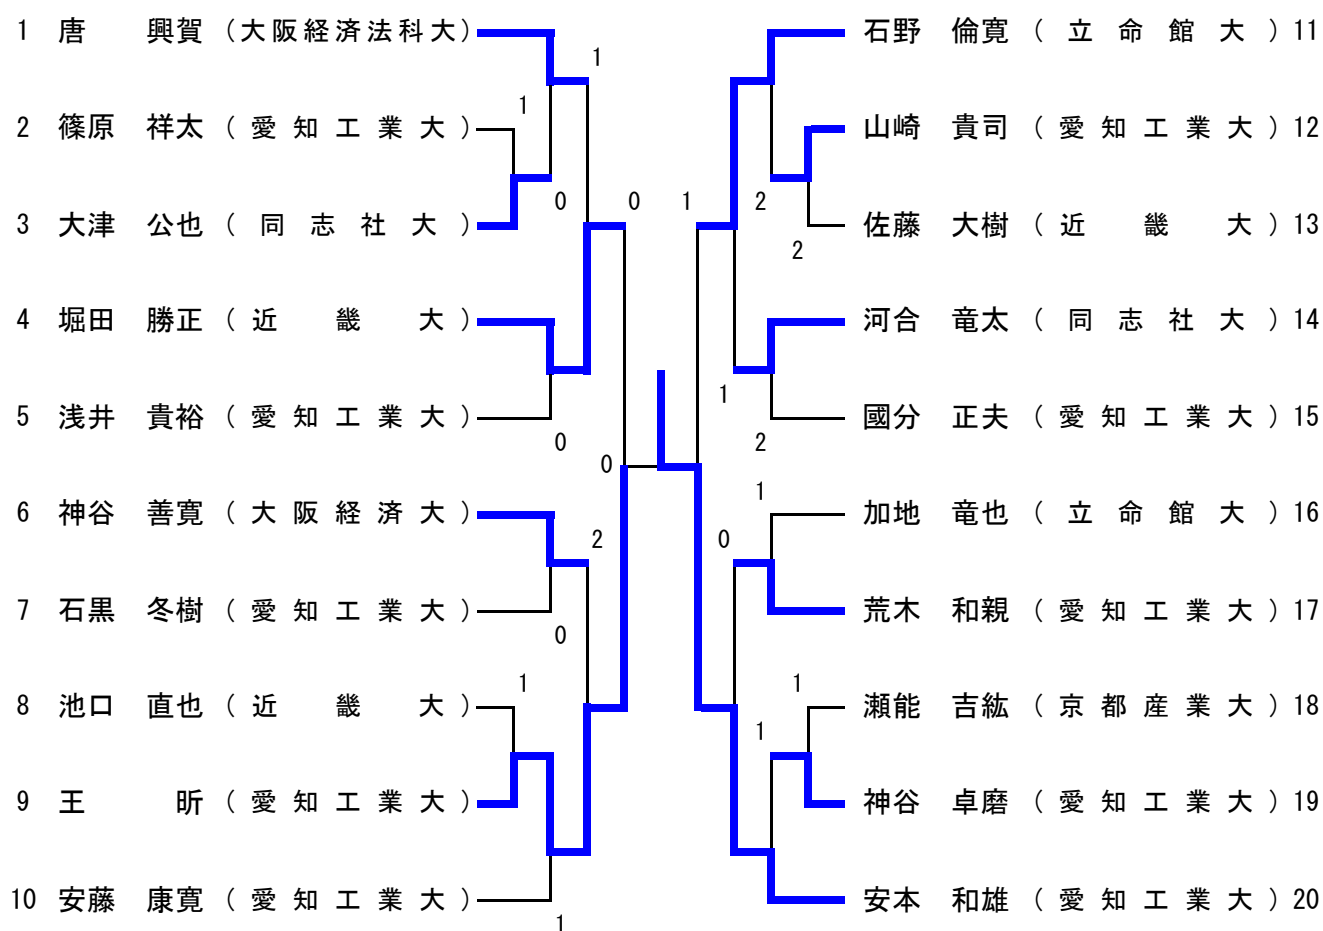 1 唐 興賀 (大阪経済法科大)
2 篠原 祥太 (愛知工業大)
3 大津 公也 (同志社大)
4 堀田 勝正 (近畿大)
5 浅井 貴裕 (愛知工業大)
6 神谷 善寛 (大阪経済大)
7 石黒 冬樹 (愛知工業大)
8 池口 直也 (近畿大)
9 王 昕 (愛知工業大)
10 安藤 康寛 (愛知工業大)
1
1
0
0
0
0
2
0
1
1
石野 倫寛 (立命館大) 11
山崎 貴司 (愛知工業大) 12
佐藤 大樹 (近畿大) 13
河合 竜太 (同志社大) 14
國分 正夫 (愛知工業大) 15
加地 竜也 (立命館大) 16
荒木 和親 (愛知工業大) 17
瀬能 吉紘 (京都産業大) 18
神谷 卓磨 (愛知工業大) 19
安本 和雄 (愛知工業大) 20
1
2
2
1
2
1
0
1
1